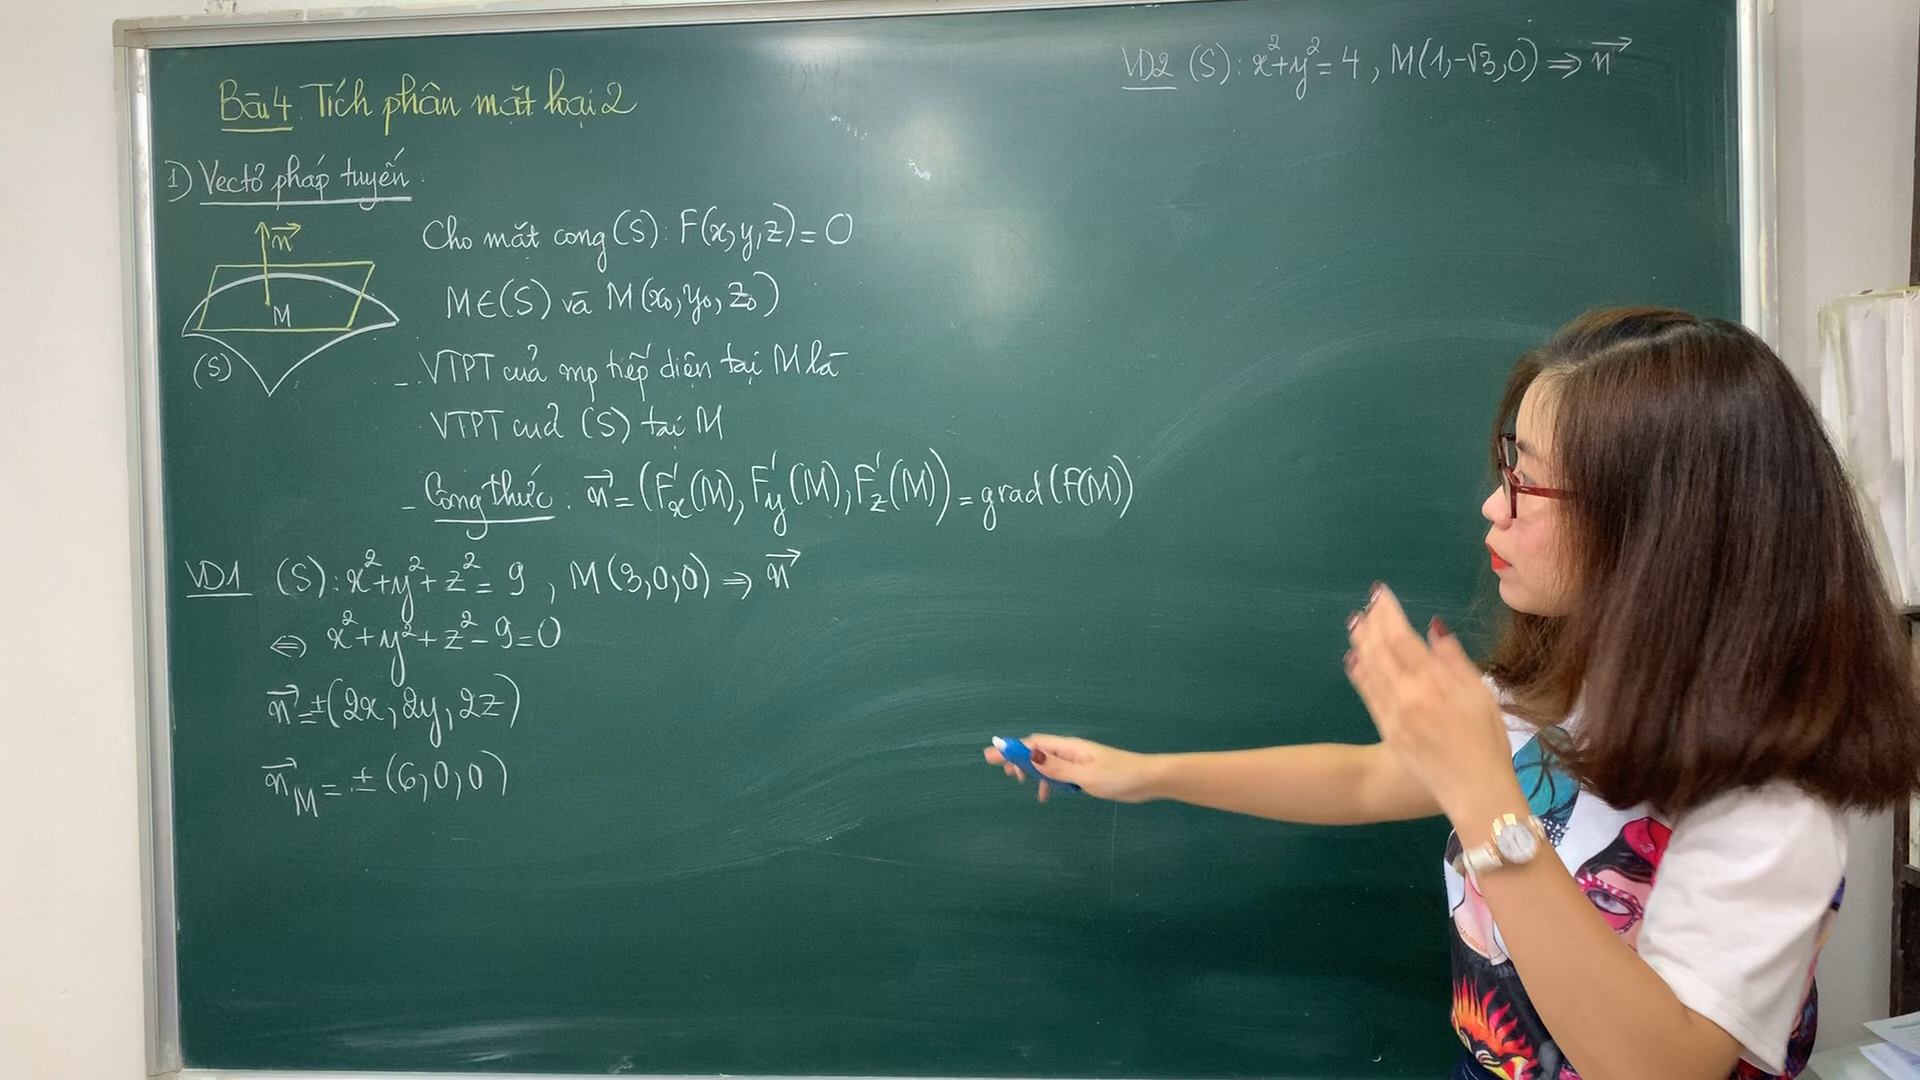 Bài 4. Tích phân mặt loại 2
1) Vectơ pháp tuyến.
n⃗
M
(S)
Cho mặt cong (S): F(x,y,z)=0
M∈(S) và M(x₀,y₀,z₀)
- VTPT của mp tiếp diện tại M là
VTPT của (S) tại M
- Công thức: n⃗=(F'ₓ(M), F'y(M), F'z(M)) = grad(F(M))
VD1 (S): x²+y²+z²=9, M(3,0,0) ⇒ n⃗
⇔ x²+y²+z²-9=0
n⃗=±(2x, 2y, 2z)
n⃗_M = ±(6,0,0)
VD2 (S): x²+y²=4, M(1,-√3,0) ⇒ n⃗